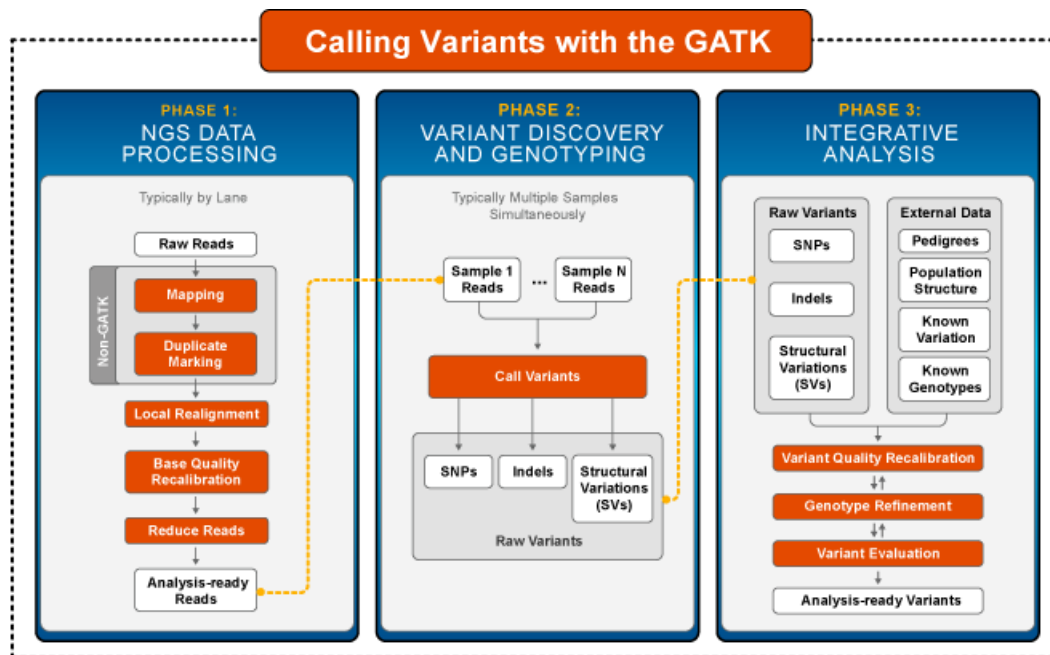 Calling Variants with the GATK
PHASE 1:
NGS DATA
PROCESSING
Typically by Lane
Raw Reads
Non-GATK
Mapping
Duplicate
Marking
Local Realignment
Base Quality
Recalibration
Reduce Reads
Analysis-ready
Reads
PHASE 2:
VARIANT DISCOVERY
AND GENOTYPING
Typically Multiple Samples
Simultaneously
Sample 1
Reads
...
Sample N
Reads
Call Variants
SNPs
Indels
Structural
Variations
(SVs)
Raw Variants
PHASE 3:
INTEGRATIVE
ANALYSIS
Raw Variants
SNPs
Indels
Structural
Variations
(SVs)
External Data
Pedigrees
Population
Structure
Known
Variation
Known
Genotypes
Variant Quality Recalibration
Genotype Refinement
Variant Evaluation
Analysis-ready Variants